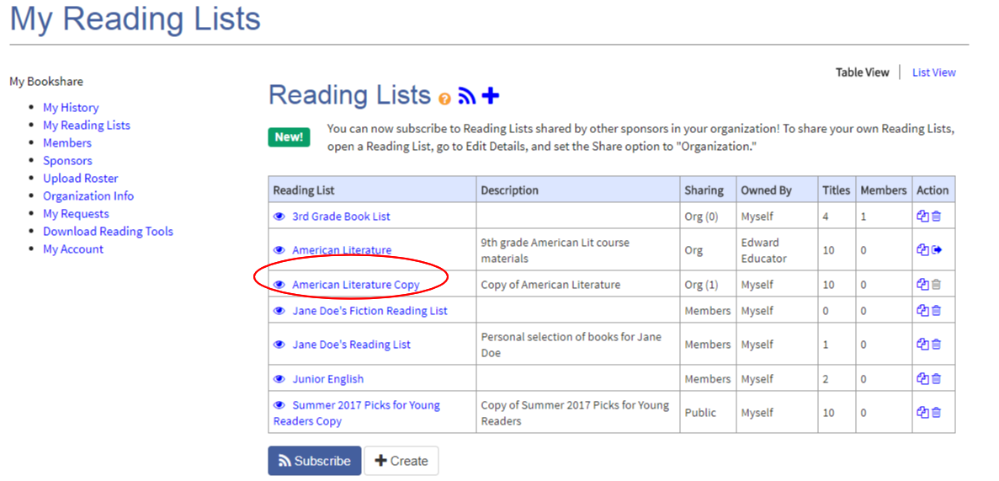 My Reading Lists
Table View | List View
My Bookshare
My History
My Reading Lists
Members
Sponsors
Upload Roster
Organization Info
My Requests
Download Reading Tools
My Account
Reading Lists ?
New! You can now subscribe to Reading Lists shared by other sponsors in your organization! To share your own Reading Lists,
open a Reading List, go to Edit Details, and set the Share option to "Organization."
Reading List Description Sharing Owned By Titles Members Action
3rd Grade Book List Org (0) Myself 4 1
American Literature 9th grade American Lit course materials Org Edward Educator 10 0
American Literature Copy Copy of American Literature Org (1) Myself 10 0
Jane Doe's Fiction Reading List Members Myself 0 0
Jane Doe's Reading List Personal selection of books for Jane Doe Members Myself 1 0
Junior English Members Myself 2 0
Summer 2017 Picks for Young Readers Copy Copy of Summer 2017 Picks for Young Readers Public Myself 10 0
Subscribe + Create